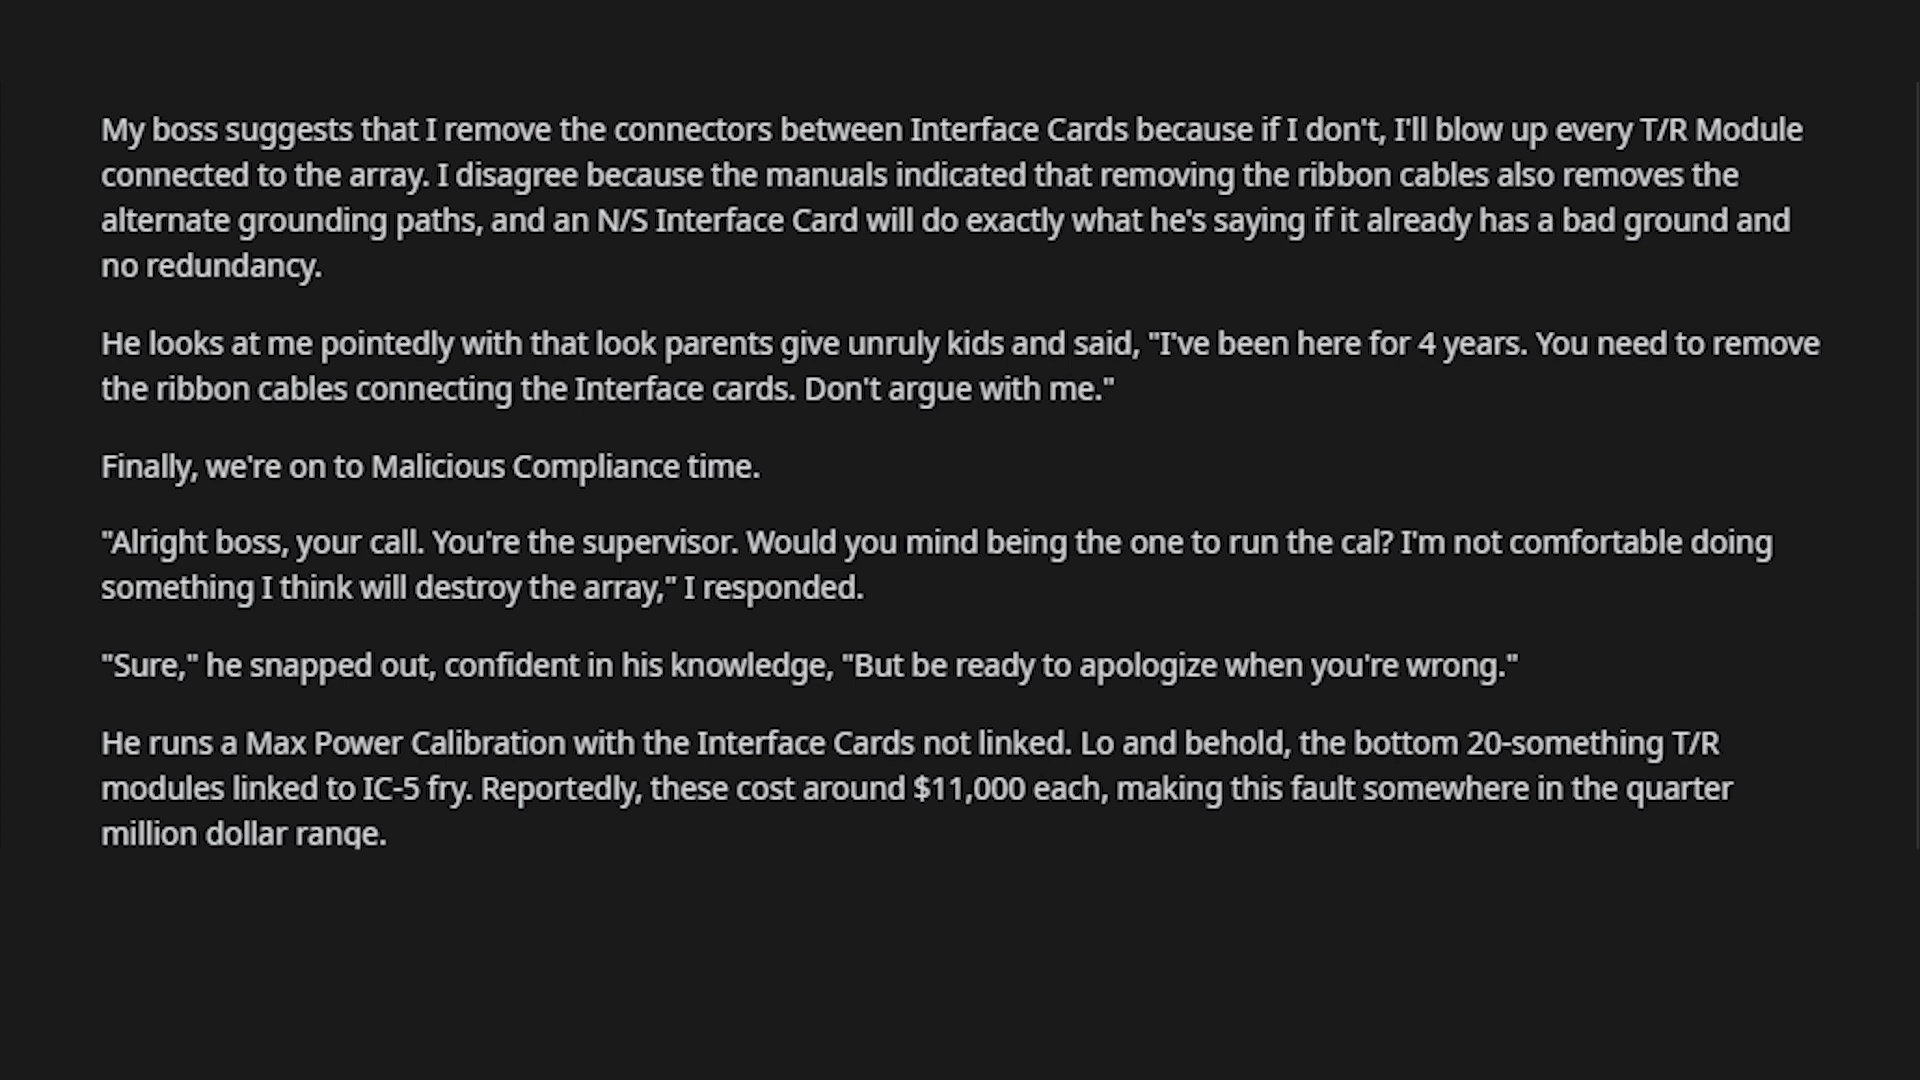 My boss suggests that I remove the connectors between Interface Cards because if I don't, I'll blow up every T/R Module
connected to the array. I disagree because the manuals indicated that removing the ribbon cables also removes the
alternate grounding paths, and an N/S Interface Card will do exactly what he's saying if it already has a bad ground and
no redundancy.
He looks at me pointedly with that look parents give unruly kids and said, "I've been here for 4 years. You need to remove
the ribbon cables connecting the Interface cards. Don't argue with me."
Finally, we're on to Malicious Compliance time.
"Alright boss, your call. You're the supervisor. Would you mind being the one to run the cal? I'm not comfortable doing
something I think will destroy the array," I responded.
"Sure," he snapped out, confident in his knowledge, "But be ready to apologize when you're wrong."
He runs a Max Power Calibration with the Interface Cards not linked. Lo and behold, the bottom 20-something T/R
modules linked to IC-5 fry. Reportedly, these cost around $11,000 each, making this fault somewhere in the quarter
million dollar range.